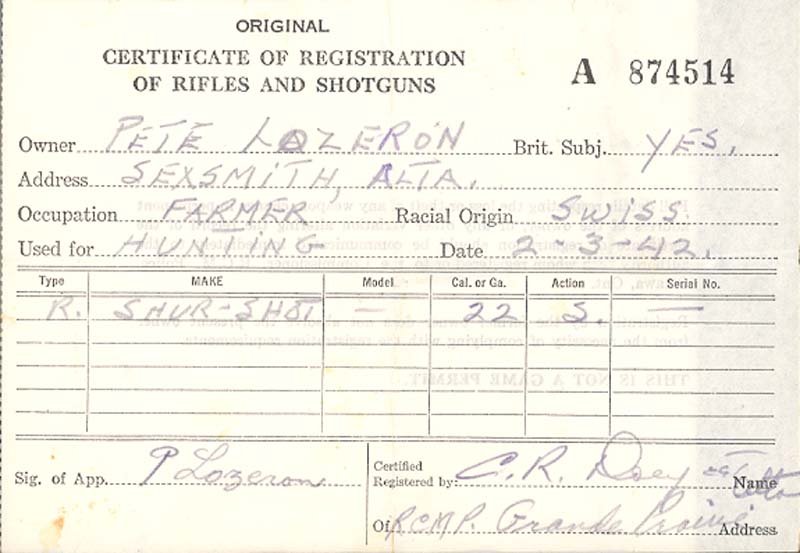 ORIGINAL
CERTIFICATE OF REGISTRATION
OF RIFLES AND SHOTGUNS
A 874514
Owner PETE LOZERON Brit. Subj. YES.
Address SEXSMITH, ALTA.
Occupation FARMER Racial Origin SWISS
Used for HUNTING Date 2-3-42.
Type MAKE Model Cal. or Ga. Action Serial No.
R. SHUR-SHOT — 22 S. —
Sig. of App. P Lozeron Certified Registered by: C.R. Name
Of RCMP. Grande Prairie Address
THIS IS NOT A GAME PERMIT.